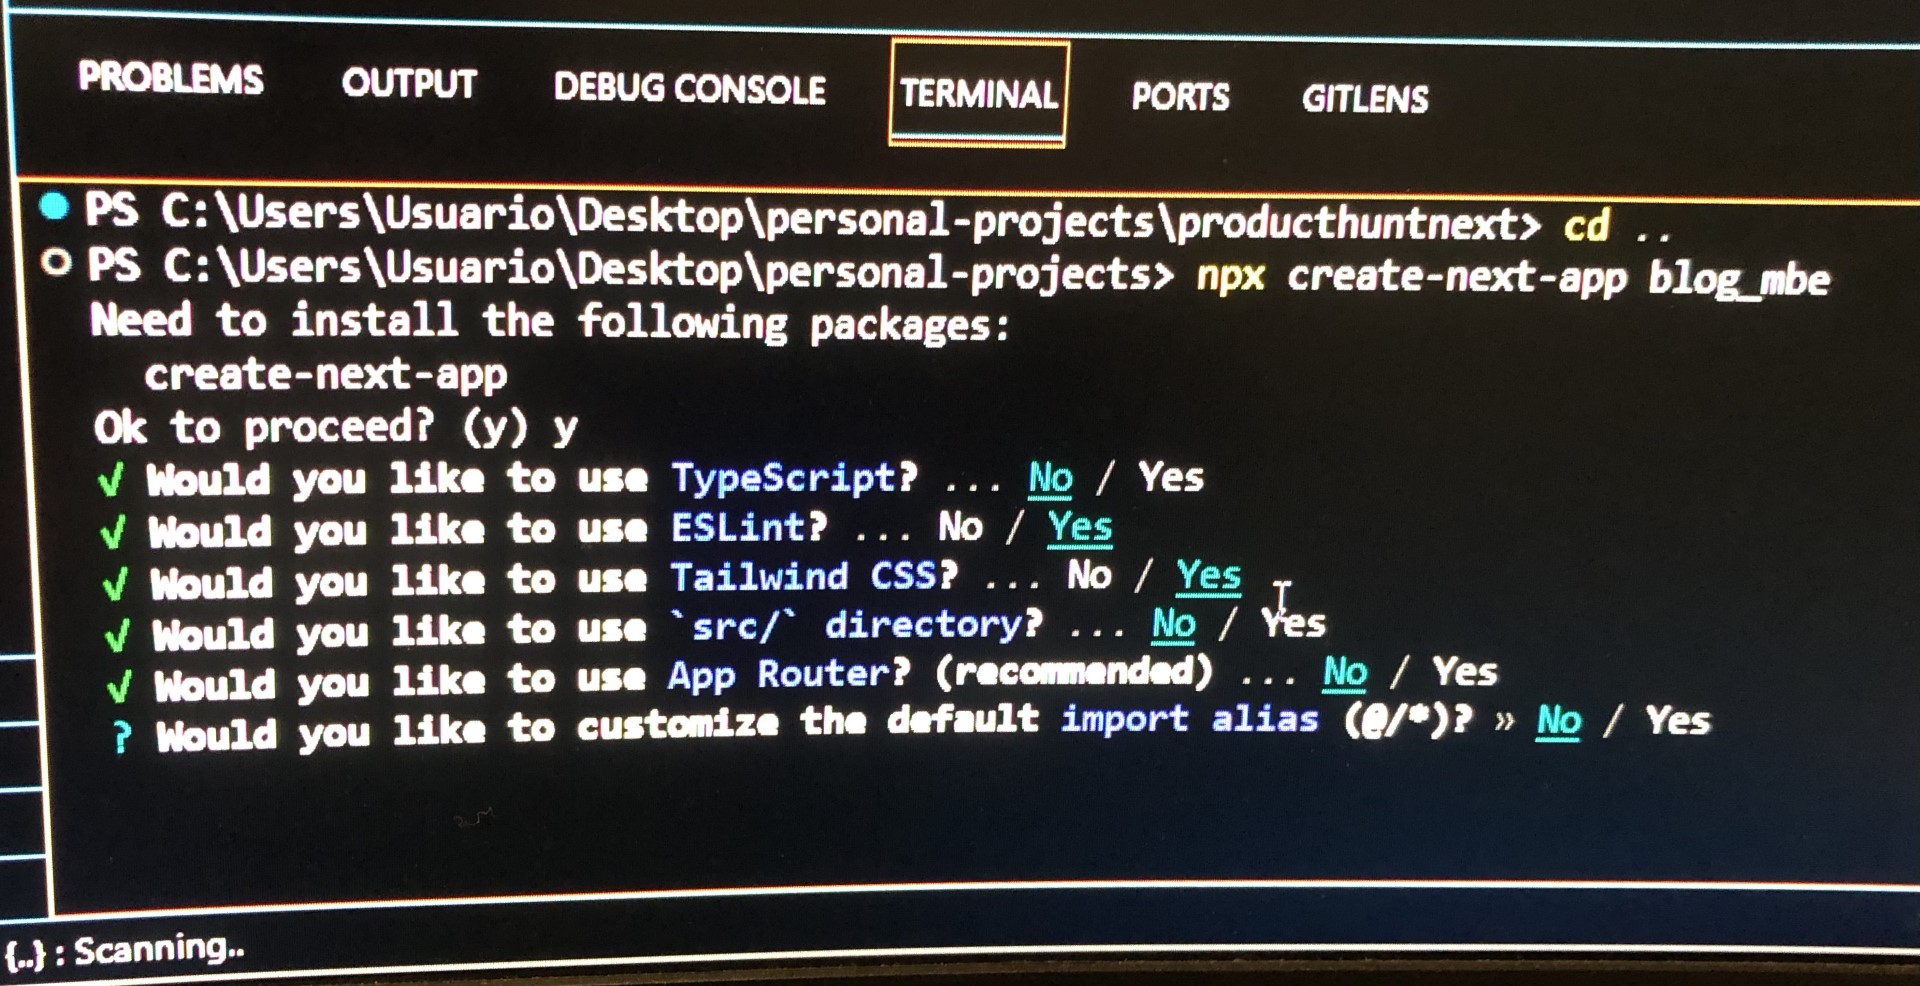 PROBLEMS OUTPUT DEBUG CONSOLE TERMINAL PORTS GITLENS
PS C:\Users\Usuario\Desktop\personal-projects\producthuntnext> cd ..
PS C:\Users\Usuario\Desktop\personal-projects> npx create-next-app blog_mbe
Need to install the following packages:
create-next-app
Ok to proceed? (y) y
√ Would you like to use TypeScript? ... No / Yes
√ Would you like to use ESLint? ... No / Yes
√ Would you like to use Tailwind CSS? ... No / Yes
√ Would you like to use `src/` directory? ... No / Yes
√ Would you like to use App Router? (recommended) ... No / Yes
? Would you like to customize the default import alias (@/*)? » No / Yes
{..} : Scanning..